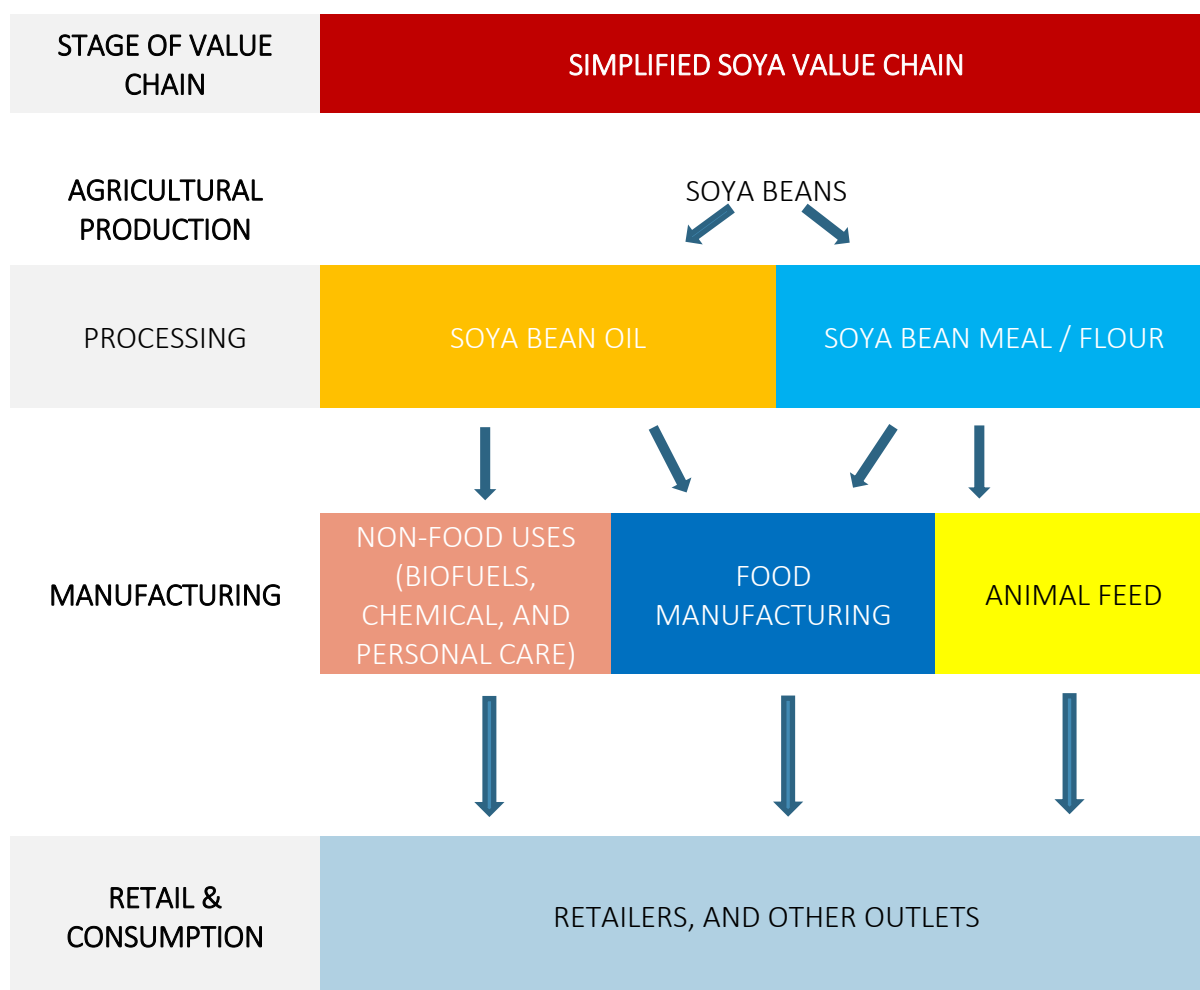 STAGE OF VALUE
CHAIN
SIMPLIFIED SOYA VALUE CHAIN
AGRICULTURAL
PRODUCTION
SOYA BEANS
PROCESSING
SOYA BEAN OIL
SOYA BEAN MEAL / FLOUR
MANUFACTURING
NON-FOOD USES
(BIOFUELS,
CHEMICAL, AND
PERSONAL CARE)
FOOD
MANUFACTURING
ANIMAL FEED
RETAIL &
CONSUMPTION
RETAILERS, AND OTHER OUTLETS